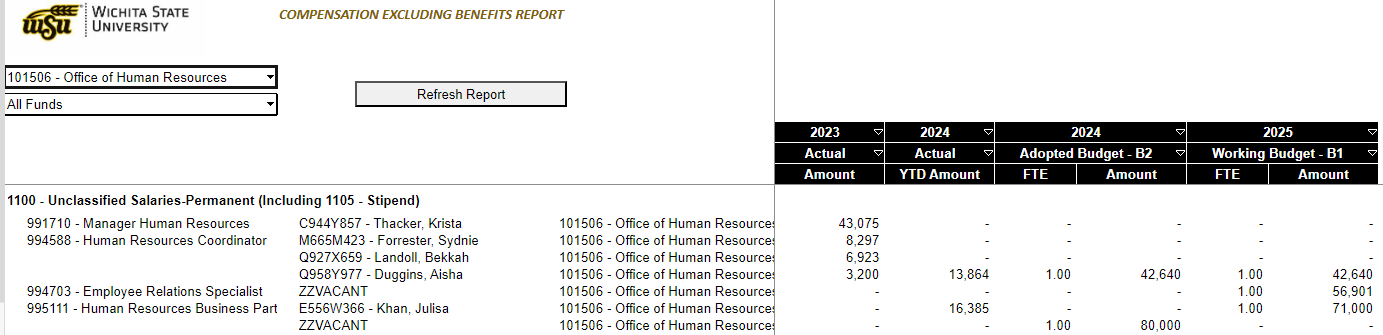 WSU WICHITA STATE UNIVERSITY
COMPENSATION EXCLUDING BENEFITS REPORT
101506 - Office of Human Resources
All Funds
Refresh Report
2023 2024 2024 2025
Actual Actual Adopted Budget - B2 Working Budget - B1
Amount YTD Amount FTE Amount FTE Amount
1100 - Unclassified Salaries-Permanent (Including 1105 - Stipend)
991710 - Manager Human Resources C944Y857 - Thacker, Krista 101506 - Office of Human Resources 43,075 - - - - -
994588 - Human Resources Coordinator M665M423 - Forrester, Sydnie 101506 - Office of Human Resources 8,297 - - - - -
Q927X659 - Landoll, Bekkah 101506 - Office of Human Resources 6,923 - - - - -
Q958Y977 - Duggins, Aisha 101506 - Office of Human Resources 3,200 13,864 1.00 42,640 1.00 42,640
994703 - Employee Relations Specialist ZZVACANT 101506 - Office of Human Resources - - - - 1.00 56,901
995111 - Human Resources Business Part E556W366 - Khan, Julisa 101506 - Office of Human Resources - 16,385 - - 1.00 71,000
ZZVACANT 101506 - Office of Human Resources - - 1.00 80,000 - -